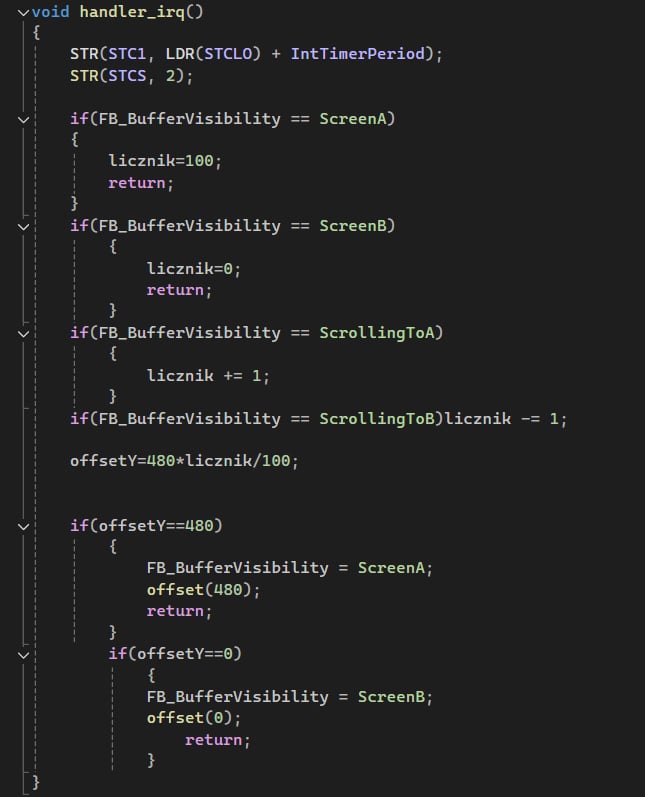 void handler_irq()
{
    STR(STC1, LDR(STCLO) + IntTimerPeriod);
    STR(STCS, 2);

    if(FB_BufferVisibility == ScreenA)
    {
        licznik=100;
        return;
    }
    if(FB_BufferVisibility == ScreenB)
        {
            licznik=0;
            return;
        }
    if(FB_BufferVisibility == ScrollingToA)
        {
            licznik += 1;
        }
    if(FB_BufferVisibility == ScrollingToB)licznik -= 1;

    offsetY=480*licznik/100;


    if(offsetY==480)
        {
            FB_BufferVisibility = ScreenA;
            offset(480);
            return;
        }
        if(offsetY==0)
            {
            FB_BufferVisibility = ScreenB;
            offset(0);
                return;
            }
}